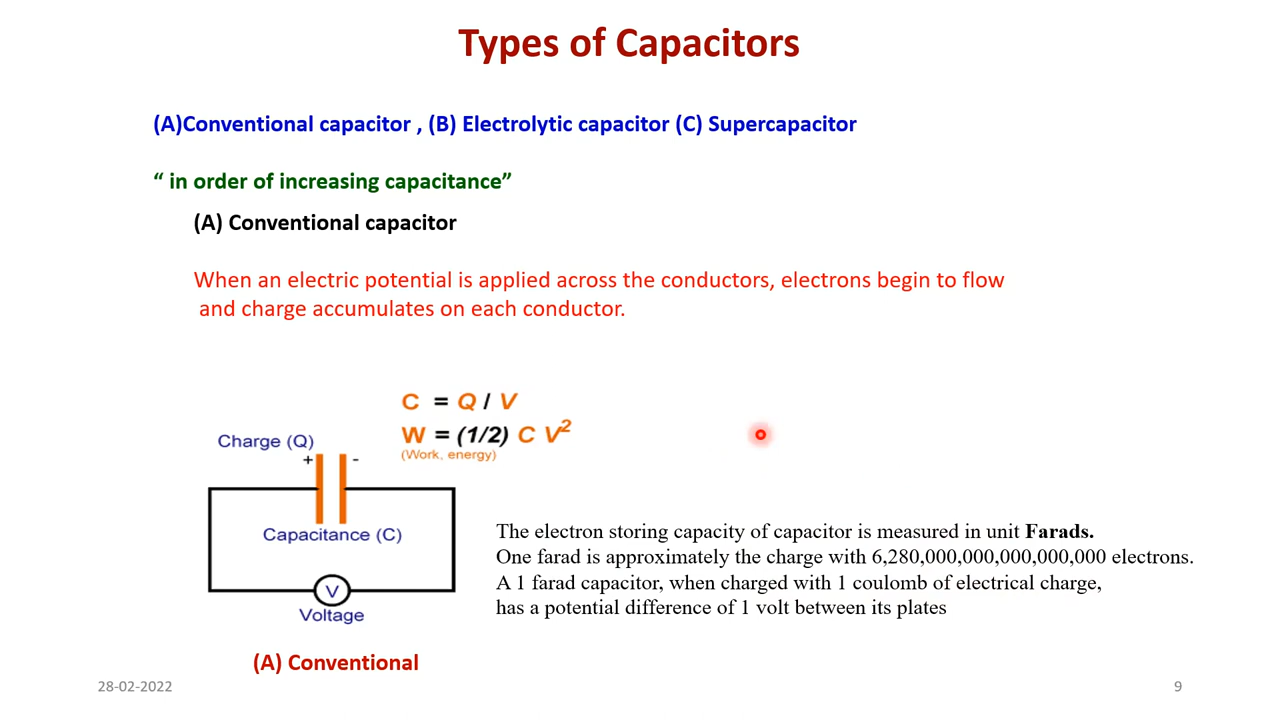 Types of Capacitors
(A)Conventional capacitor , (B) Electrolytic capacitor (C) Supercapacitor
“ in order of increasing capacitance”
(A) Conventional capacitor
When an electric potential is applied across the conductors, electrons begin to flow
and charge accumulates on each conductor.
C = Q / V
W = (1/2) C V²
(Work, energy)
Charge (Q)
+ -
Capacitance (C)
V
Voltage
(A) Conventional
The electron storing capacity of capacitor is measured in unit Farads.
One farad is approximately the charge with 6,280,000,000,000,000,000 electrons.
A 1 farad capacitor, when charged with 1 coulomb of electrical charge,
has a potential difference of 1 volt between its plates
28-02-2022
9